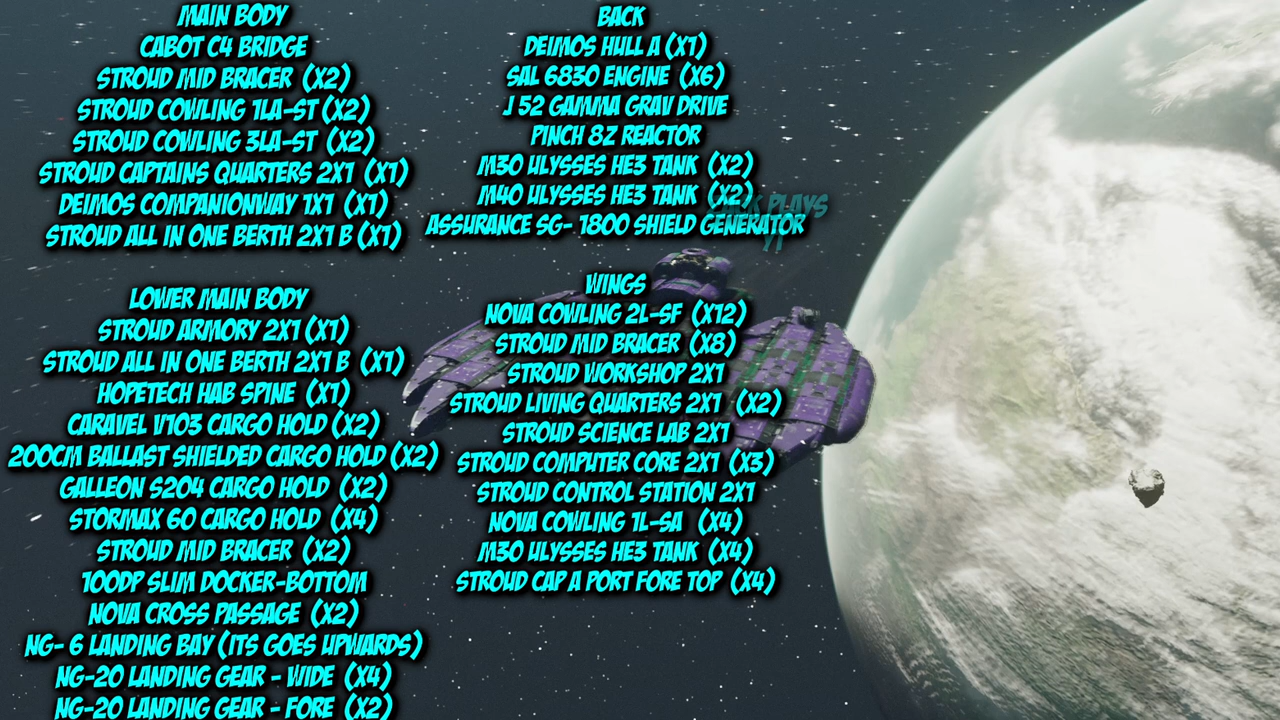 MAIN BODY
CABOT C4 BRIDGE
STROUD MID BRACER (X2)
STROUD COWLING 1LA-ST (X2)
STROUD COWLING 3LA-ST (X2)
STROUD CAPTAINS QUARTERS 2X1 (X1)
DEIMOS COMPANIONWAY 1X1 (X1)
STROUD ALL IN ONE BERTH 2X1 B (X1)
LOWER MAIN BODY
STROUD ARMORY 2X1 (X1)
STROUD ALL IN ONE BERTH 2X1 B (X1)
HOPETECH HAB SPINE (X1)
CARAVEL V103 CARGO HOLD (X2)
200CM BALLAST SHIELDED CARGO HOLD (X2)
GALLEON S204 CARGO HOLD (X2)
STORMAX 60 CARGO HOLD (X4)
STROUD MID BRACER (X2)
100DP SLIM DOCKER-BOTTOM
NOVA CROSS PASSAGE (X2)
NG- 6 LANDING BAY (ITS GOES UPWARDS)
NG-20 LANDING GEAR - WIDE (X4)
NG-20 LANDING GEAR - FORE (X2)
BACK
DEIMOS HULL A (X1)
SAL 6830 ENGINE (X6)
J 52 GAMMA GRAV DRIVE
PINCH 8Z REACTOR
M30 ULYSSES HE3 TANK (X2)
M40 ULYSSES HE3 TANK (X2)
ASSURANCE SG- 1800 SHIELD GENERATOR
PLAYS
WINGS
NOVA COWLING 2L-SF (X12)
STROUD MID BRACER (X8)
STROUD WORKSHOP 2X1
STROUD LIVING QUARTERS 2X1 (X2)
STROUD SCIENCE LAB 2X1
STROUD COMPUTER CORE 2X1 (X3)
STROUD CONTROL STATION 2X1
NOVA COWLING 1L-SA (X4)
M30 ULYSSES HE3 TANK (X4)
STROUD CAP A PORT FORE TOP (X4)